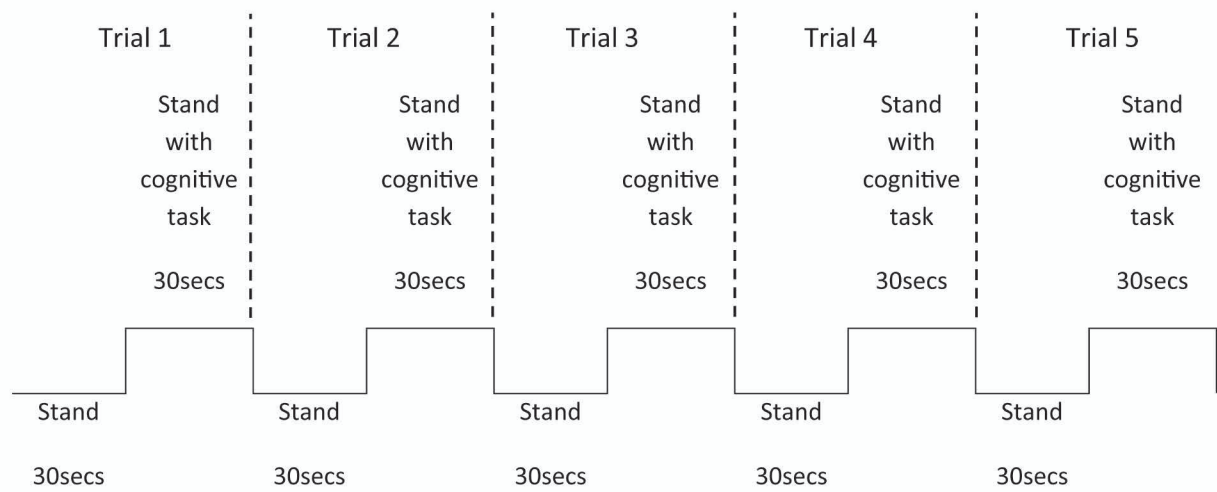 Trial 1
Trial 2
Trial 3
Trial 4
Trial 5
Stand
with
cognitive
task
30secs
Stand
with
cognitive
task
30secs
Stand
with
cognitive
task
30secs
Stand
with
cognitive
task
30secs
Stand
with
cognitive
task
30secs
Stand
30secs
Stand
30secs
Stand
30secs
Stand
30secs
Stand
30secs